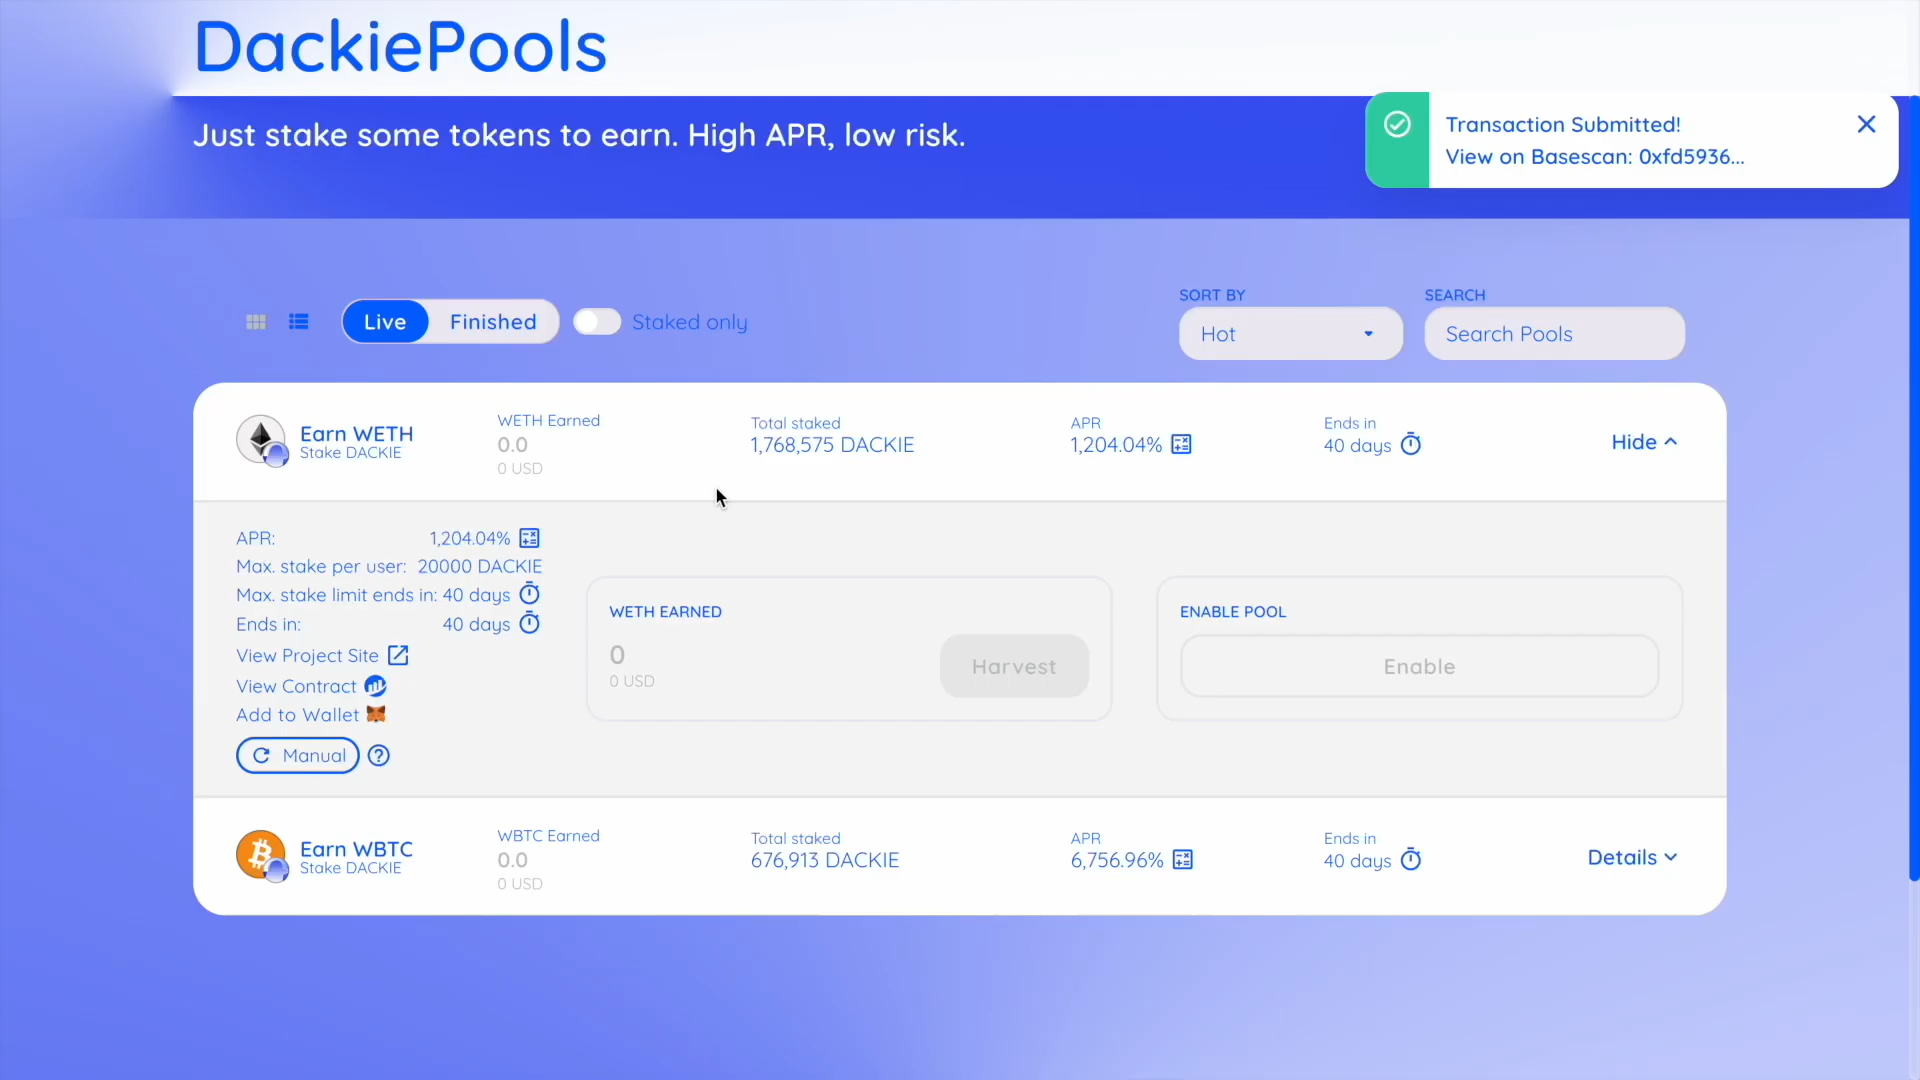 DackiePools
Just stake some tokens to earn. High APR, low risk.
Transaction Submitted!
View on Basescan: 0xfd5936...
Live
Finished
Staked only
SORT BY
Hot
SEARCH
Search Pools
Earn WETH
Stake DACKIE
WETH Earned
0.0
0 USD
Total staked
1,768,575 DACKIE
APR
1,204.04%
Ends in
40 days
Hide
APR: 1,204.04%
Max. stake per user: 20000 DACKIE
Max. stake limit ends in: 40 days
Ends in: 40 days
View Project Site
View Contract
Add to Wallet
Manual
WETH EARNED
0
0 USD
Harvest
ENABLE POOL
Enable
Earn WBTC
Stake DACKIE
WBTC Earned
0.0
0 USD
Total staked
676,913 DACKIE
APR
6,756.96%
Ends in
40 days
Details